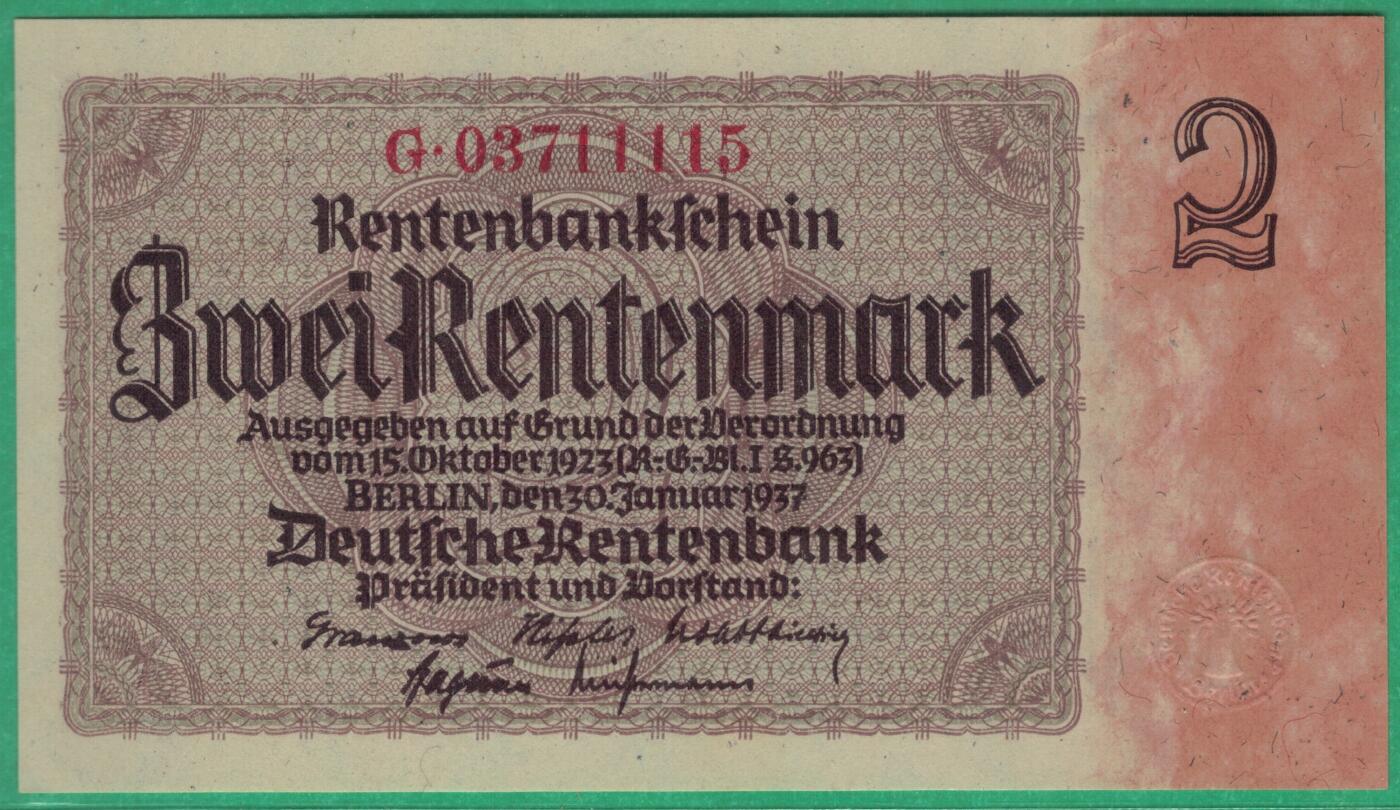 G·03711115
2
Rentenbankſchein
Zwei Rentenmark
Ausgegeben auf Grund der Verordnung
vom 15. Oktober 1923 (R.-G.-Bl. I S. 963)
BERLIN, den 30. Januar 1937
Deutſche Rentenbank
Präſident und Vorſtand: